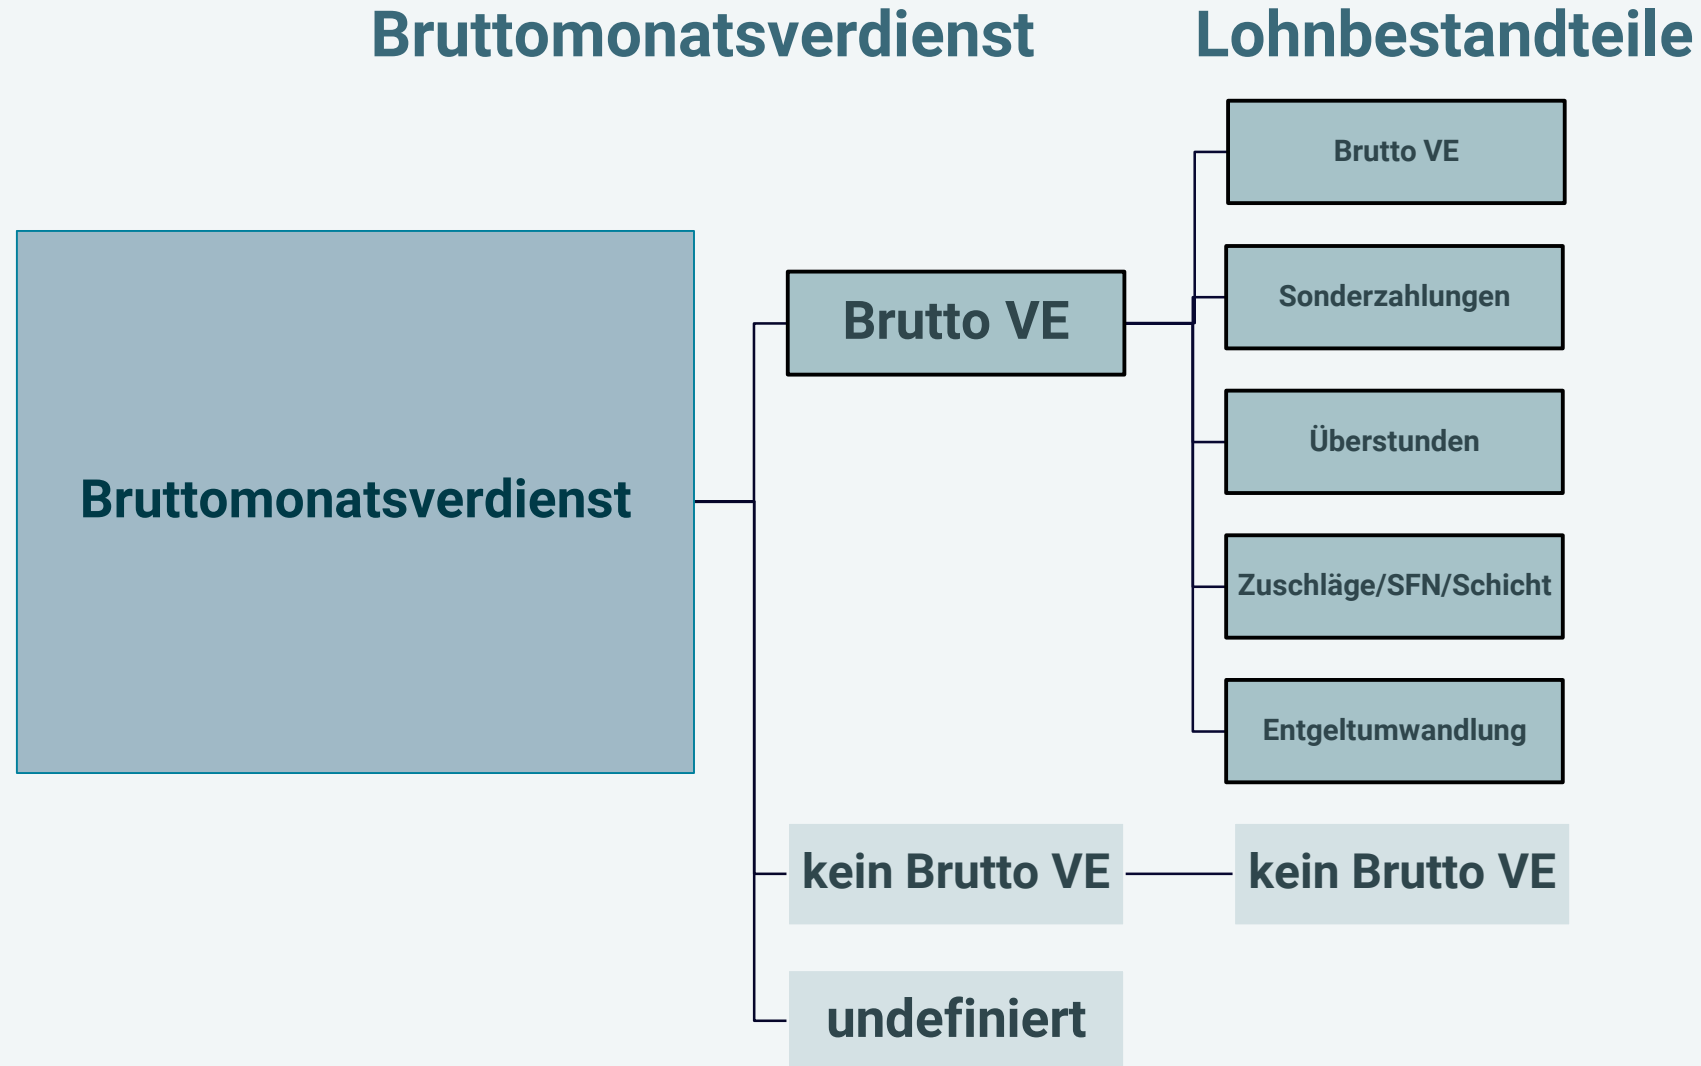 Bruttomonatsverdienst
Lohnbestandteile
Bruttomonatsverdienst
Brutto VE
Brutto VE
Sonderzahlungen
Überstunden
Zuschläge/SFN/Schicht
Entgeltumwandlung
kein Brutto VE
kein Brutto VE
undefiniert